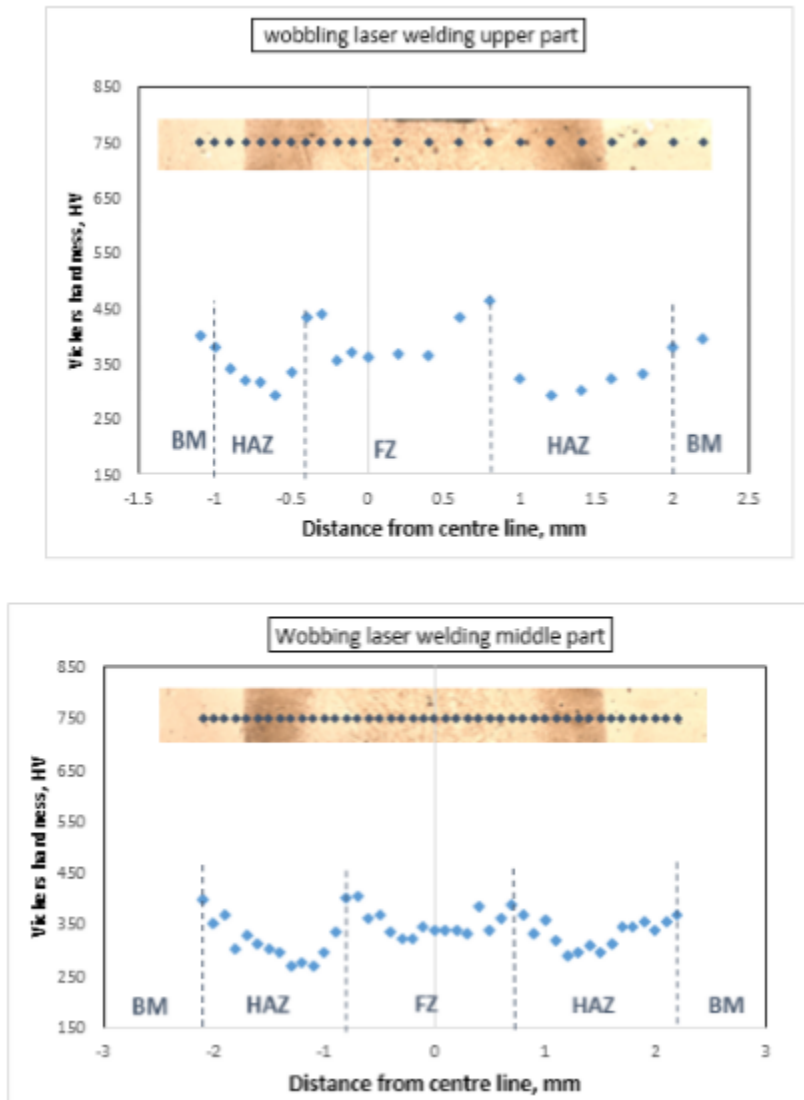 wobbling laser welding upper part
850
750
650
550
450
350
250
150
Vickers hardness, HV
BM HAZ FZ HAZ BM
-1.5 -1 -0.5 0 0.5 1 1.5 2 2.5
Distance from centre line, mm
Wobbing laser welding middle part
850
750
650
550
450
350
250
150
Vickers hardness, HV
BM HAZ FZ HAZ BM
-3 -2 -1 0 1 2 3
Distance from centre line, mm